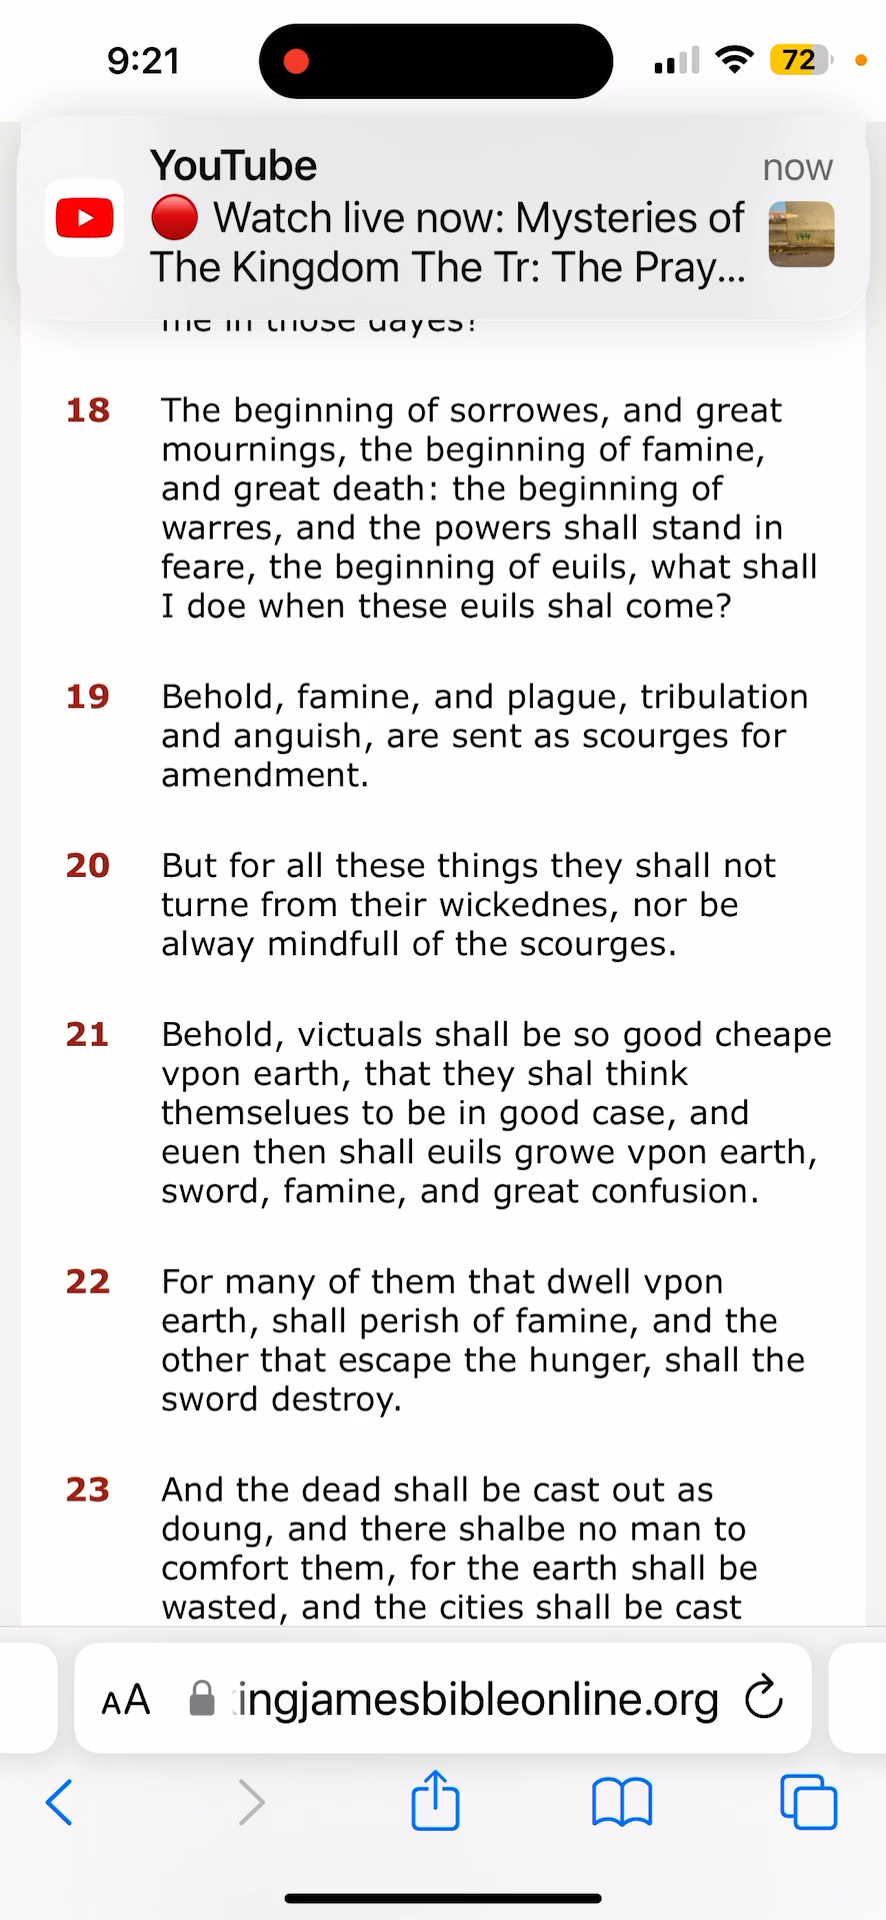 9:21
72
YouTube
now
Watch live now: Mysteries of
The Kingdom The Tr: The Pray...
me in those dayes!
18 The beginning of sorrowes, and great
mournings, the beginning of famine,
and great death: the beginning of
warres, and the powers shall stand in
feare, the beginning of euils, what shall
I doe when these euils shal come?
19 Behold, famine, and plague, tribulation
and anguish, are sent as scourges for
amendment.
20 But for all these things they shall not
turne from their wickednes, nor be
alway mindfull of the scourges.
21 Behold, victuals shall be so good cheape
vpon earth, that they shal think
themselues to be in good case, and
euen then shall euils growe vpon earth,
sword, famine, and great confusion.
22 For many of them that dwell vpon
earth, shall perish of famine, and the
other that escape the hunger, shall the
sword destroy.
23 And the dead shall be cast out as
doung, and there shalbe no man to
comfort them, for the earth shall be
wasted, and the cities shall be cast
AA
ingjamesbibleonline.org